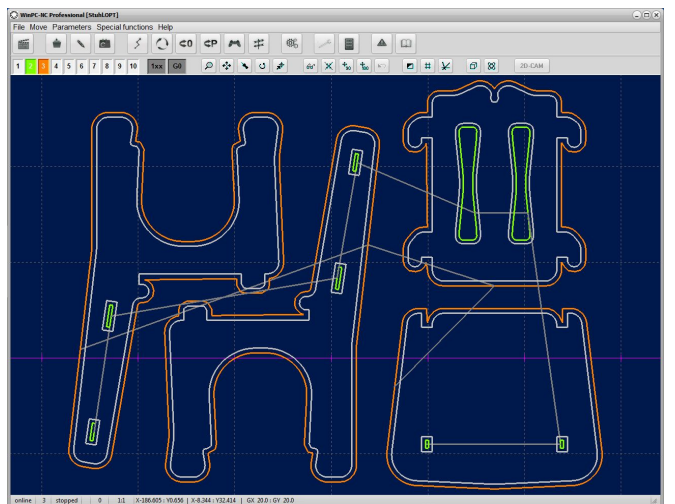 WinPC-NC Professional [StuhlOPT]
File Move Parameters Special functions Help
1 2 3 4 5 6 7 8 9 10 1xx G0 2D-CAM
online 3 stopped 0 1:1 X-186.605 : Y0.656 | X-8.344 : Y32.414 | GX 20.0 : GY 20.0